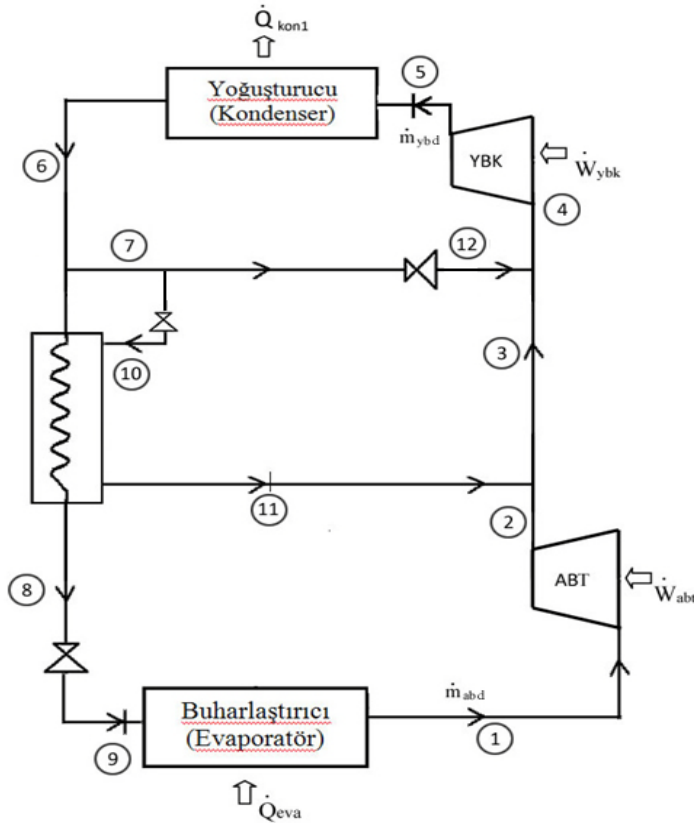 Q̇ kon1
Yoğuşturucu
(Kondenser)
5
ṁybd
YBK
Ẇybk
6
4
7
12
10
3
11
2
8
ABT
Ẇabt
Buharlaştırıcı
(Evaporatör)
ṁabd
1
9
Q̇eva